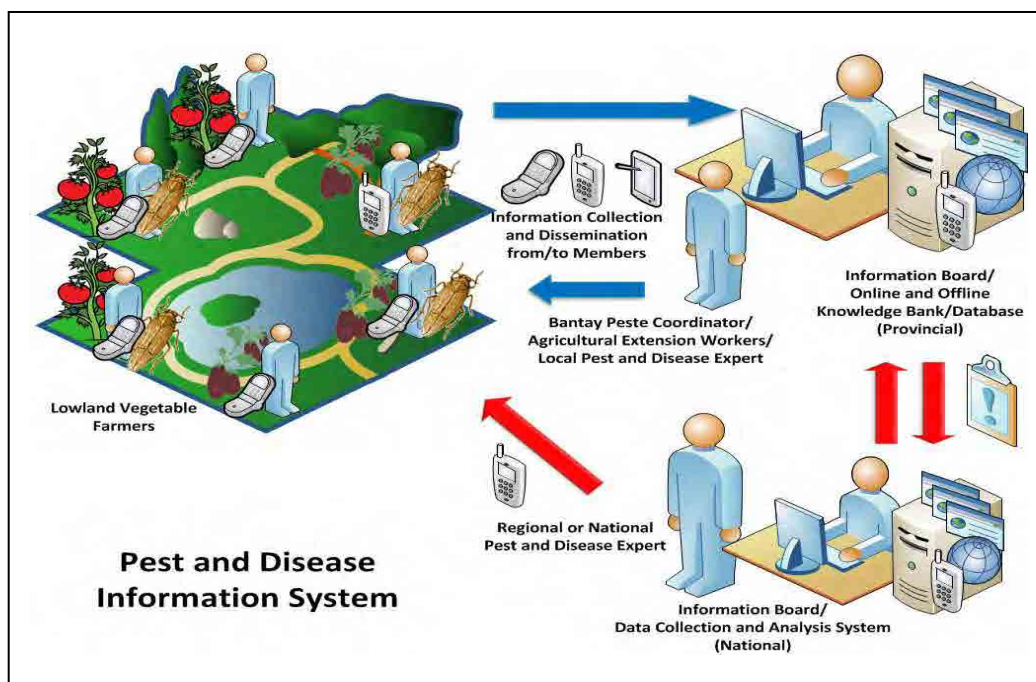 Information Collection
and Dissemination
from/to Members
Information Board/
Online and Offline
Knowledge Bank/Database
(Provincial)
Bantay Peste Coordinator/
Agricultural Extension Workers/
Local Pest and Disease Expert
Lowland Vegetable
Farmers
Regional or National
Pest and Disease Expert
Pest and Disease
Information System
Information Board/
Data Collection and Analysis System
(National)